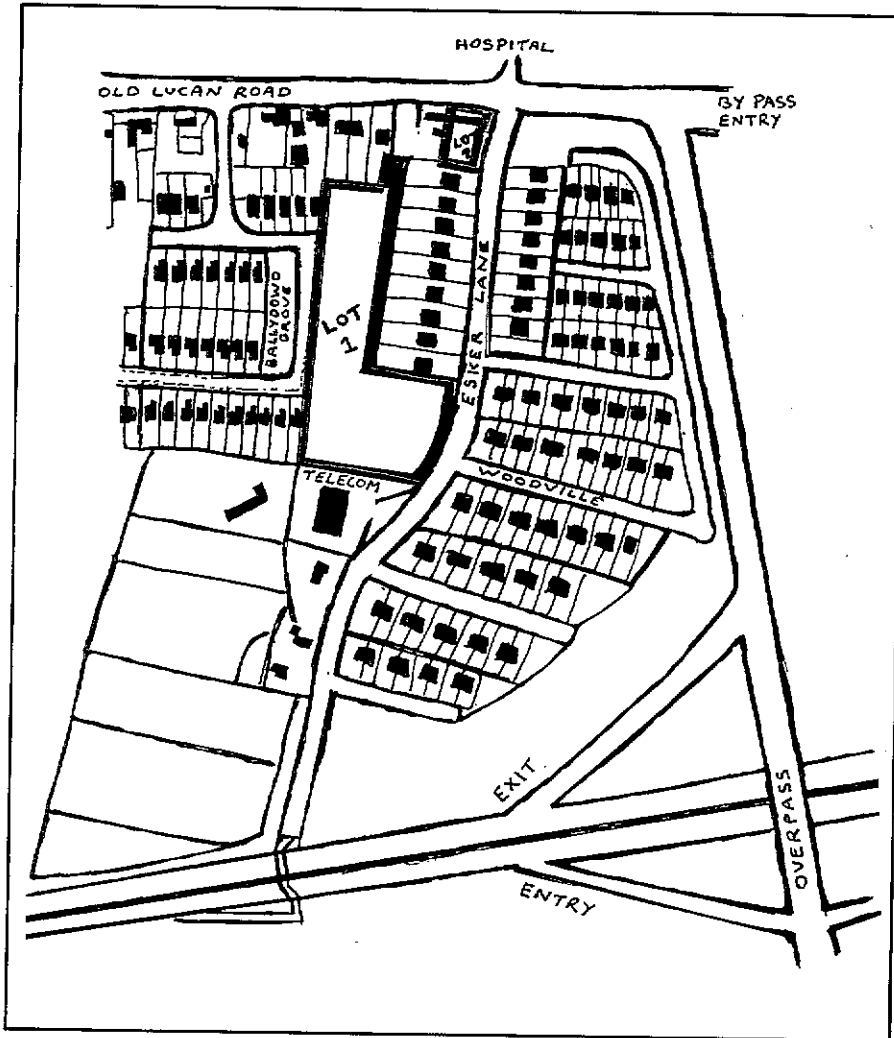 HOSPITAL
OLD LUCAN ROAD
BY PASS
ENTRY
ESKER LANE
BALLYDOWD
GROVE
LOT
1
TELECOM
WOODVILLE
EXIT
OVERPASS
ENTRY